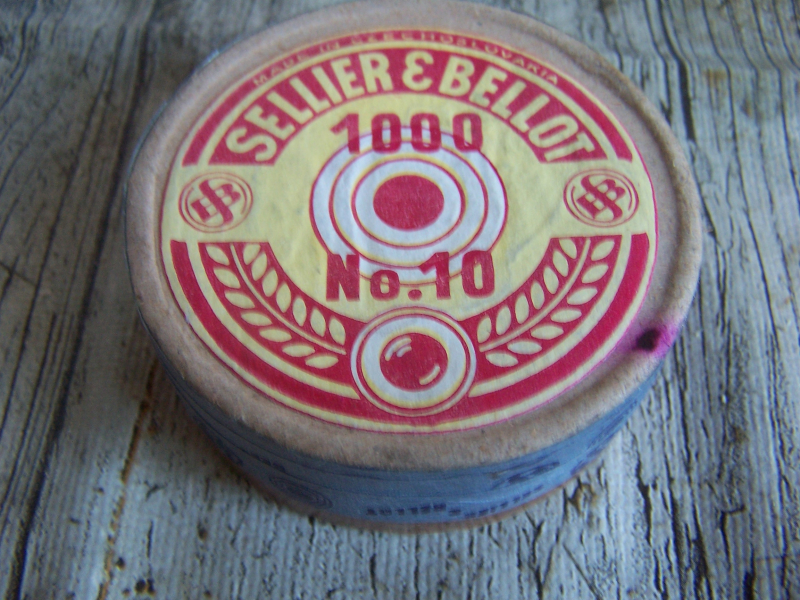 MADE IN CZECHOSLOVAKIA
SELLIER & BELLOT
1000
No. 10